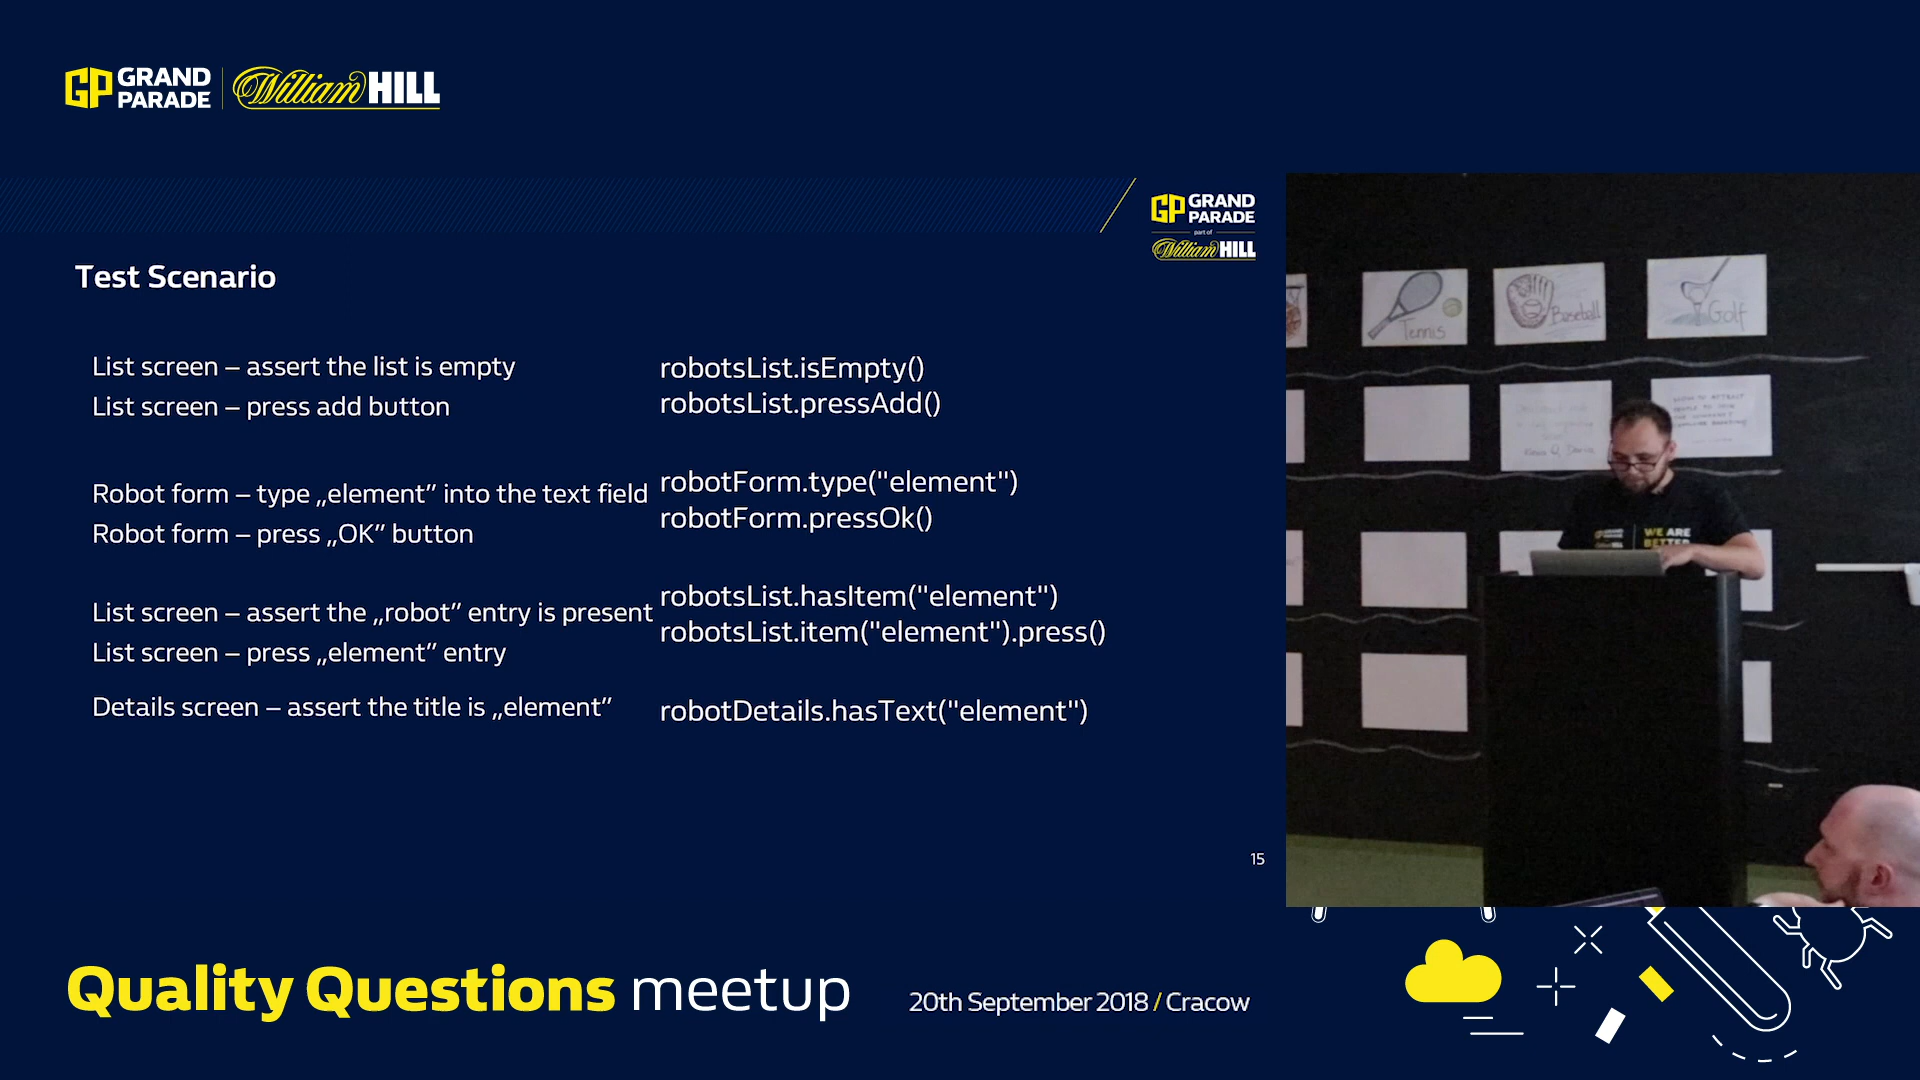 GP GRAND PARADE William HILL
GP GRAND PARADE
part of
William HILL
Test Scenario
List screen – assert the list is empty
robotsList.isEmpty()
List screen – press add button
robotsList.pressAdd()
Robot form – type „element” into the text field
robotForm.type("element")
Robot form – press „OK” button
robotForm.pressOk()
List screen – assert the „robot” entry is present
robotsList.hasItem("element")
List screen – press „element” entry
robotsList.item("element").press()
Details screen – assert the title is „element”
robotDetails.hasText("element")
15
Tennis
Baseball
Golf
WE ARE
BETTER
Quality Questions meetup
20th September 2018 / Cracow